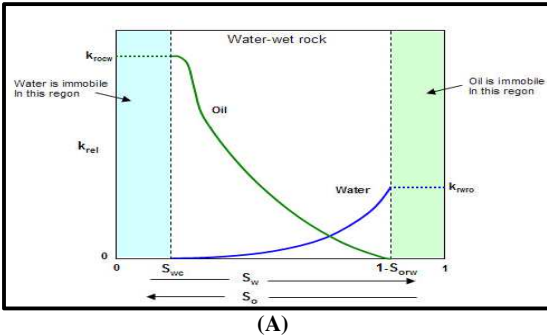 Water-wet rock
k_rocw
Water is immobile
In this regon
Oil is immobile
In this regon
Oil
k_rel
Water
k_rwro
0
0
S_wc
1-S_orw
1
S_w
S_o
(A)